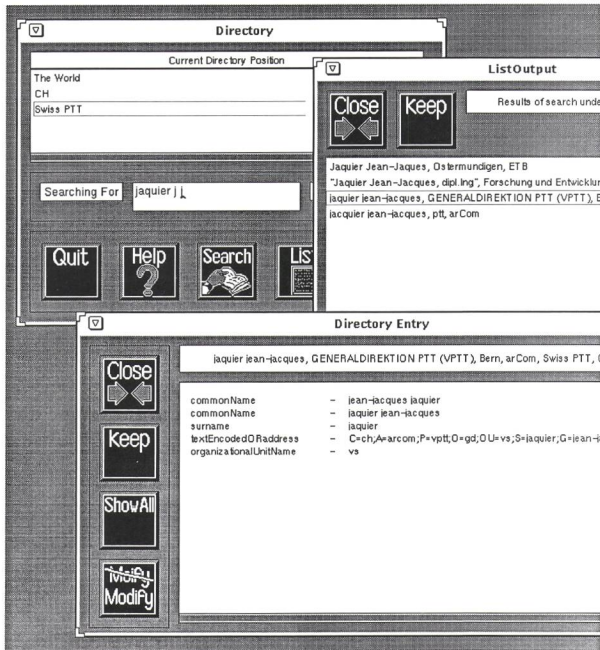 Directory
Current Directory Position
The World
CH
Swiss PTT
Searching For
jaquier j j
Quit
Help
Search
Lis
ListOutput
Close
Keep
Results of search unde
Jaquier Jean-Jaques, Ostermundigen, ETB
"Jaquier Jean-Jacques, dipl.Ing", Forschung und Entwicklur
jaquier jean-jacques, GENERALDIREKTION PTT (VPTT), B
jacquier jean-jacques, ptt, arCom
Directory Entry
Close
Keep
ShowAll
Modify
jaquier jean-jacques, GENERALDIREKTION PTT (VPTT), Bern, arCom, Swiss PTT, C
commonName – jean-jacques jaquier
commonName – jaquier jean-jacques
surname – jaquier
textEncodedORaddress – C=ch;A=arcom;P=vptt;O=gd;OU=vs;S=jaquier;G=jean-j
organizationalUnitName – vs